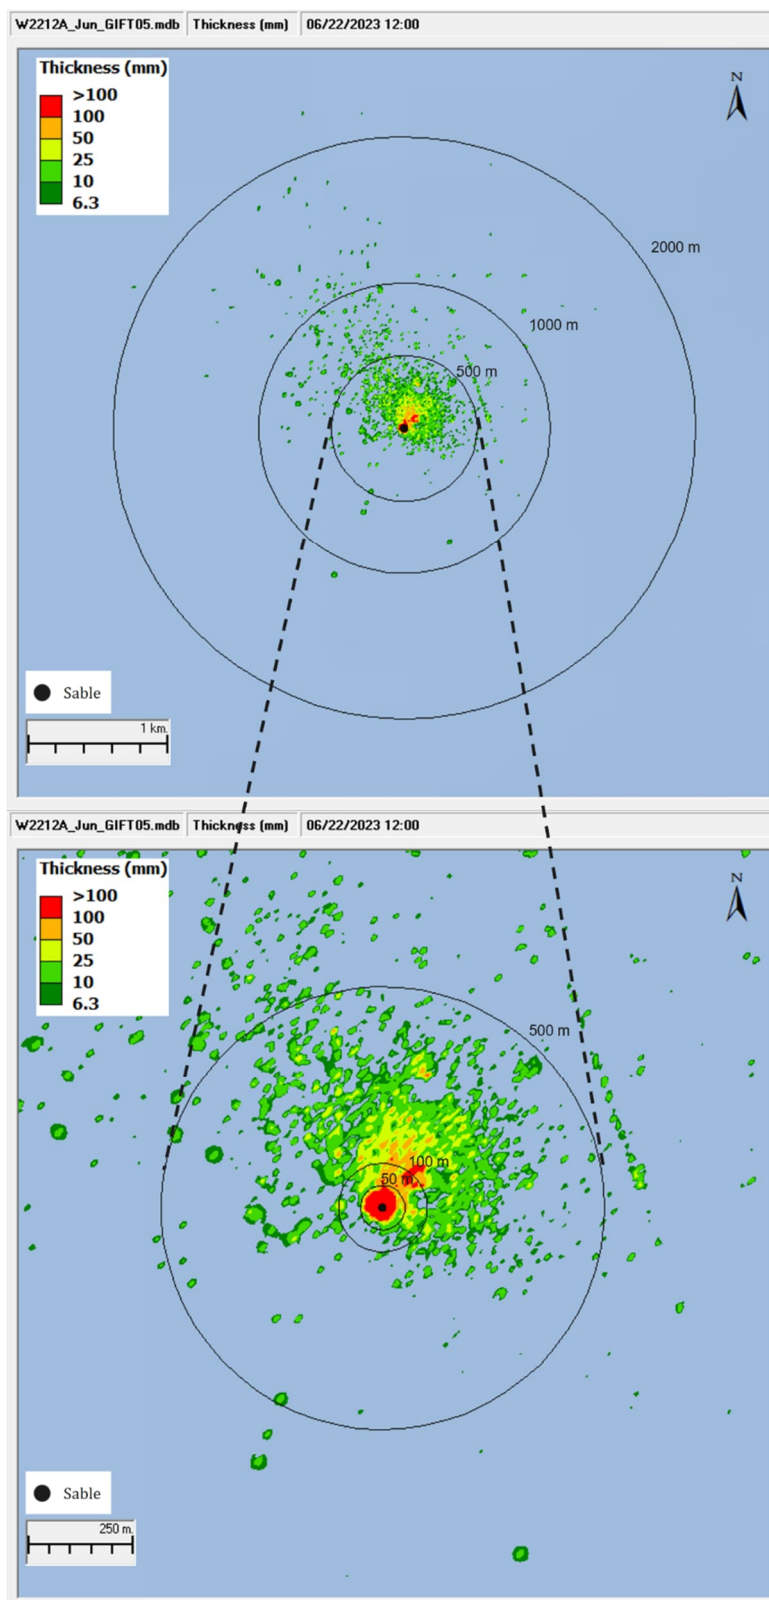 W2212A_Jun_GIFT05.mdb Thickness (mm) 06/22/2023 12:00
Thickness (mm)
>100
100
50
25
10
6.3
N
2000 m
1000 m
500 m
Sable
1 km.
W2212A_Jun_GIFT05.mdb Thickness (mm) 06/22/2023 12:00
Thickness (mm)
>100
100
50
25
10
6.3
N
500 m
100 m
50 m
Sable
250 m.